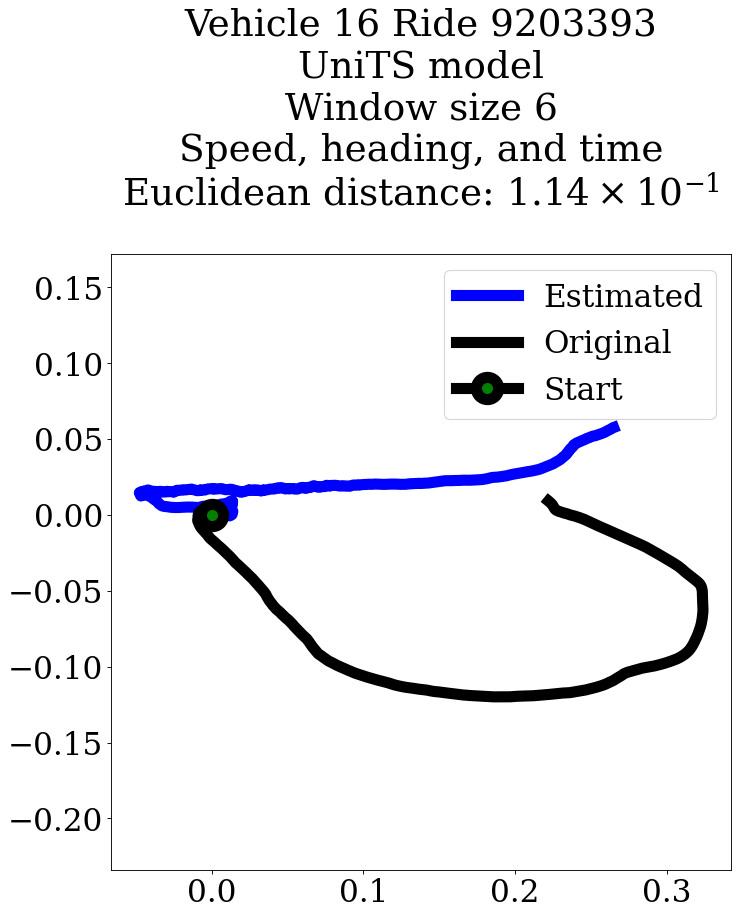 Vehicle 16 Ride 9203393
UniTS model
Window size 6
Speed, heading, and time
Euclidean distance: 1.14 × 10⁻¹
Estimated
Original
Start
0.15
0.10
0.05
0.00
−0.05
−0.10
−0.15
−0.20
0.0 0.1 0.2 0.3